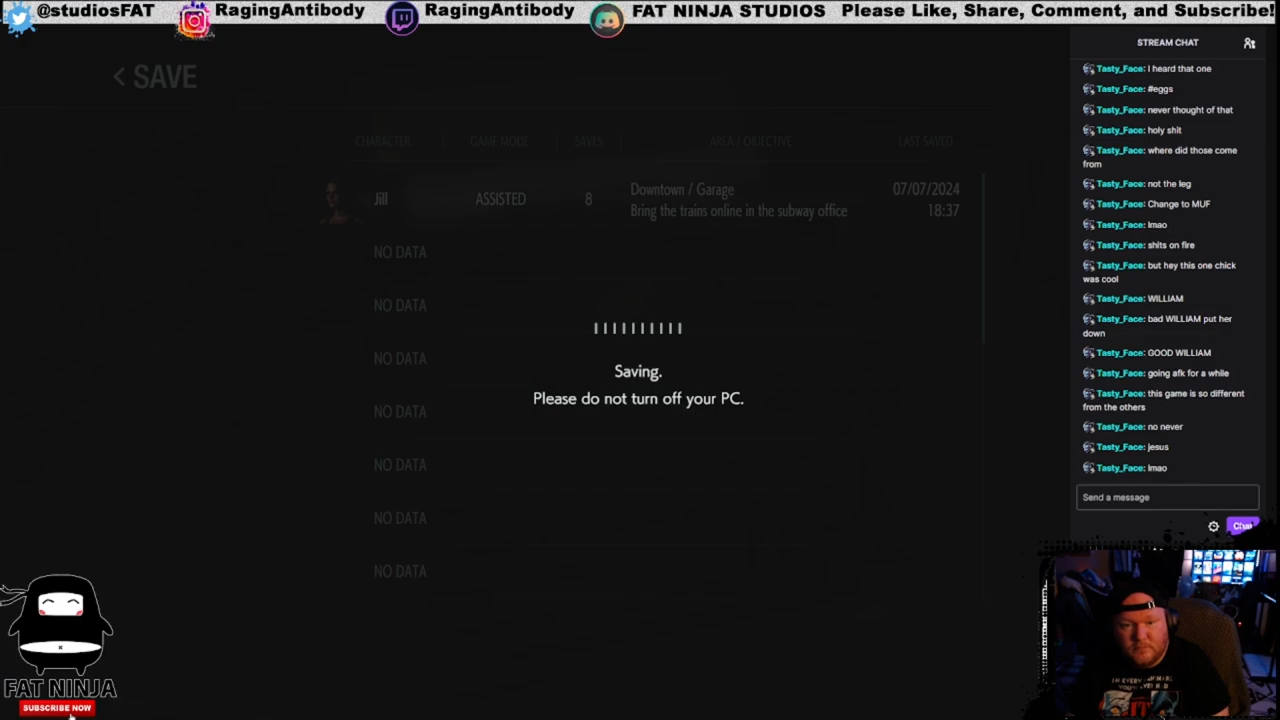 @studiosFAT RagingAntibody RagingAntibody FAT NINJA STUDIOS Please Like, Share, Comment, and Subscribe!
STREAM CHAT
< SAVE
CHARACTER GAME MODE SAVES AREA / OBJECTIVE LAST SAVED
Jill ASSISTED 8 Downtown / Garage 07/07/2024
Bring the trains online in the subway office 18:37
NO DATA
NO DATA
NO DATA
NO DATA
NO DATA
NO DATA
NO DATA
Saving.
Please do not turn off your PC.
Tasty_Face: I heard that one
Tasty_Face: #eggs
Tasty_Face: never thought of that
Tasty_Face: holy shit
Tasty_Face: where did those come
from
Tasty_Face: not the leg
Tasty_Face: Change to MUF
Tasty_Face: lmao
Tasty_Face: shits on fire
Tasty_Face: but hey this one chick
was cool
Tasty_Face: WILLIAM
Tasty_Face: bad WILLIAM put her
down
Tasty_Face: GOOD WILLIAM
Tasty_Face: going afk for a while
Tasty_Face: this game is so different
from the others
Tasty_Face: no never
Tasty_Face: jesus
Tasty_Face: lmao
Send a message
Chat
FAT NINJA
SUBSCRIBE NOW